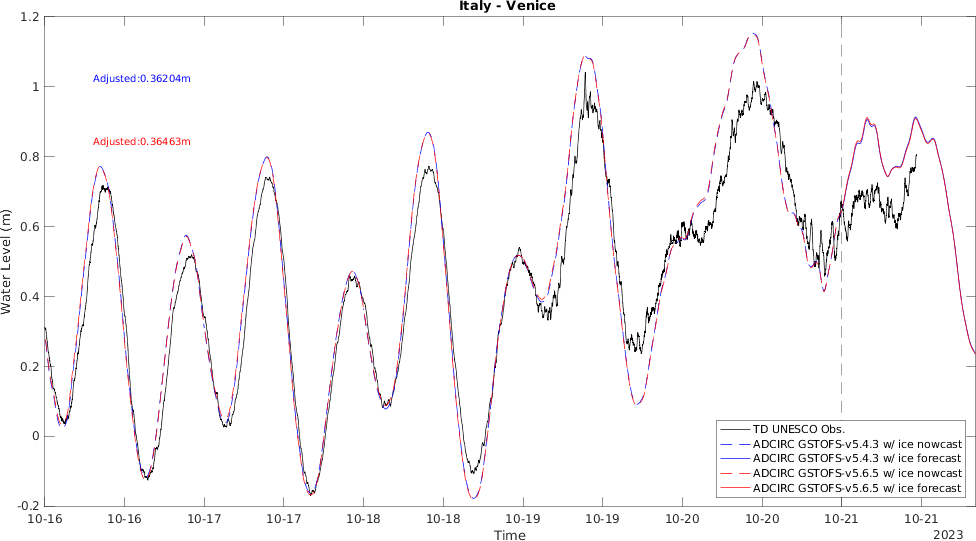 Italy - Venice
Adjusted:0.36204m
Adjusted:0.36463m
Water Level (m)
1.2
1
0.8
0.6
0.4
0.2
0
-0.2
TD UNESCO Obs.
ADCIRC GSTOFS-v5.4.3 w/ ice nowcast
ADCIRC GSTOFS-v5.4.3 w/ ice forecast
ADCIRC GSTOFS-v5.6.5 w/ ice nowcast
ADCIRC GSTOFS-v5.6.5 w/ ice forecast
10-16 10-16 10-17 10-17 10-18 10-18 10-19 10-19 10-20 10-20 10-21 10-21
Time
2023